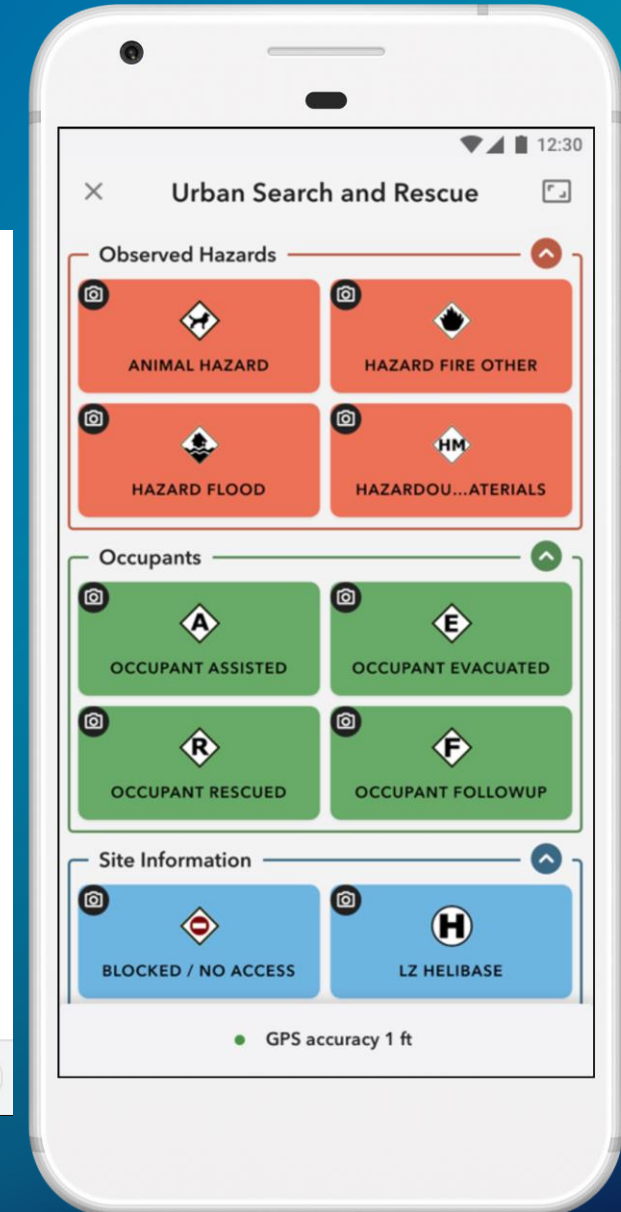 12:30
Urban Search and Rescue
Observed Hazards
ANIMAL HAZARD
HAZARD FIRE OTHER
HAZARD FLOOD
HM
HAZARDOU...ATERIALS
Occupants
A
OCCUPANT ASSISTED
E
OCCUPANT EVACUATED
R
OCCUPANT RESCUED
F
OCCUPANT FOLLOWUP
Site Information
BLOCKED / NO ACCESS
H
LZ HELIBASE
GPS accuracy 1 ft